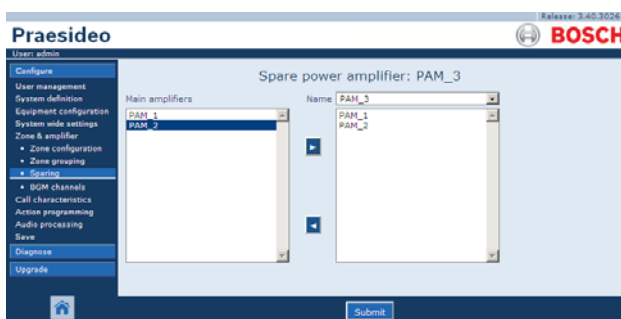 Release: 3.40.3026
Praesideo
BOSCH
User: admin
Configure
User management
System definition
Equipment configuration
System wide settings
Zone & amplifier
• Zone configuration
• Zone grouping
• Sparing
• BGM channels
Call characteristics
Action programming
Audio processing
Save
Diagnose
Upgrade
Spare power amplifier: PAM_3
Main amplifiers
PAM_1
PAM_2
Name PAM_3
PAM_1
PAM_2
Submit